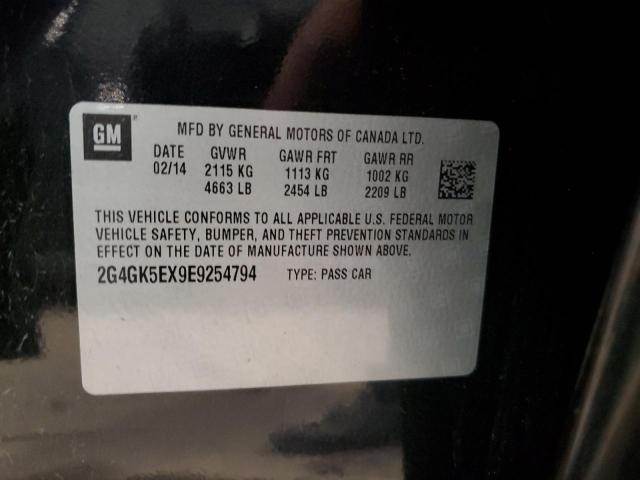 GM
MFD BY GENERAL MOTORS OF CANADA LTD.
DATE GVWR GAWR FRT GAWR RR
02/14 2115 KG 1113 KG 1002 KG
4663 LB 2454 LB 2209 LB
THIS VEHICLE CONFORMS TO ALL APPLICABLE U.S. FEDERAL MOTOR
VEHICLE SAFETY, BUMPER, AND THEFT PREVENTION STANDARDS IN
EFFECT ON THE DATE OF MANUFACTURE SHOWN ABOVE.
2G4GK5EX9E9254794 TYPE: PASS CAR